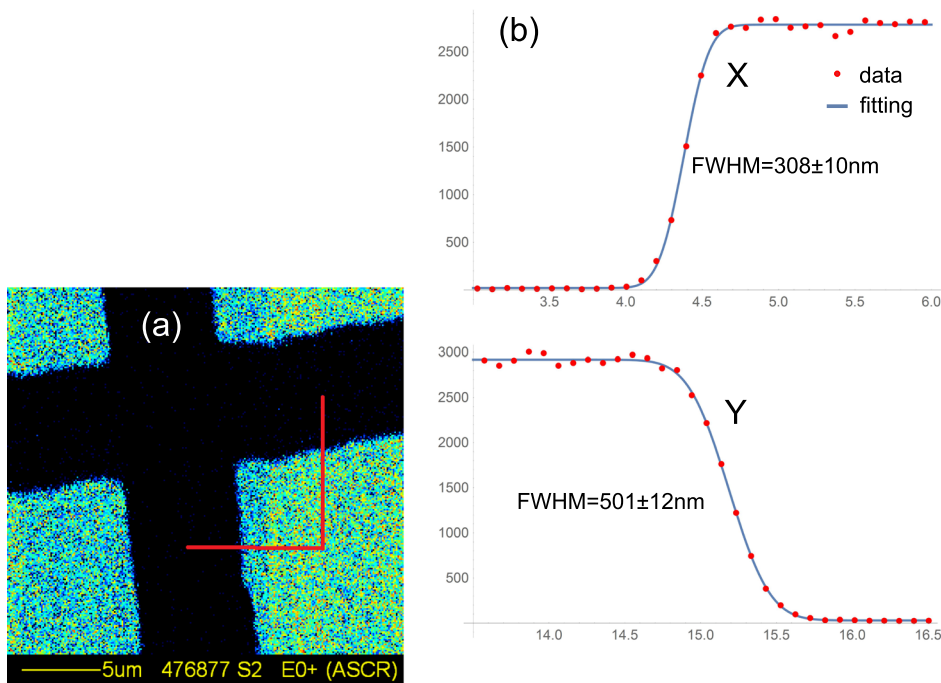 (b)
2500
2000
1500
1000
500
3.5 4.0 4.5 5.0 5.5 6.0
X
data
fitting
FWHM=308±10nm
(a)
5um 476877 S2 E0+ (ASCR)
3000
2500
2000
1500
1000
500
14.0 14.5 15.0 15.5 16.0 16.5
Y
FWHM=501±12nm